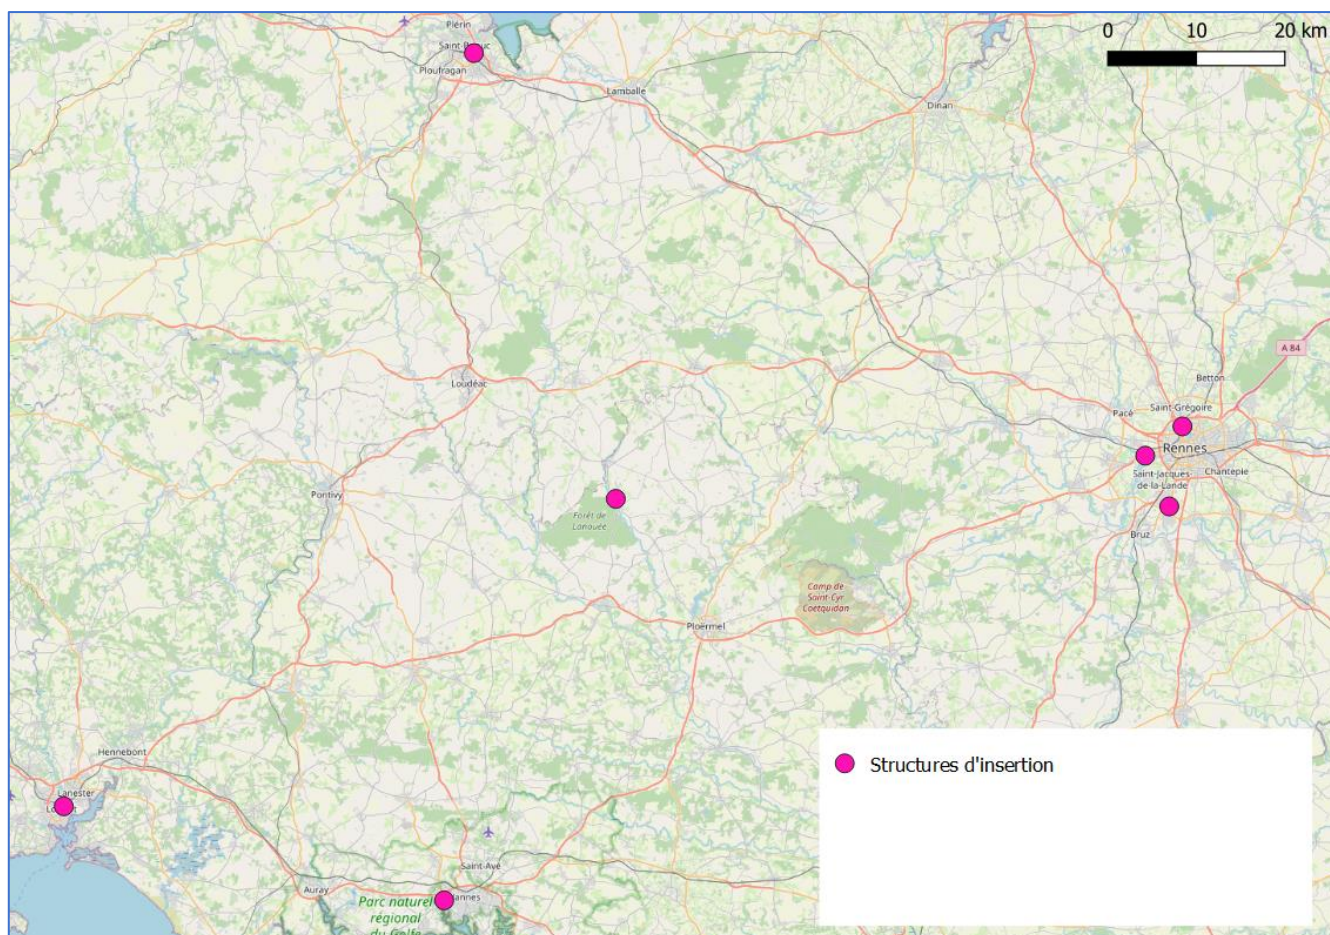 Plérin
0 10 20 km
Saint-Brieuc
Ploufragan
Lamballe
Dinan
A 84
Betton
Loudéac
Pacé
Saint-Grégoire
Rennes
Chantepie
Saint-Jacques-
de-la-Lande
Pontivy
Forêt de
Lanouée
Bruz
Camp de
Saint-Cyr
Coëtquidan
Ploërmel
Hennebont
Structures d'insertion
Lanester
Saint-Avé
Auray
Parc naturel
régional
du Golfe